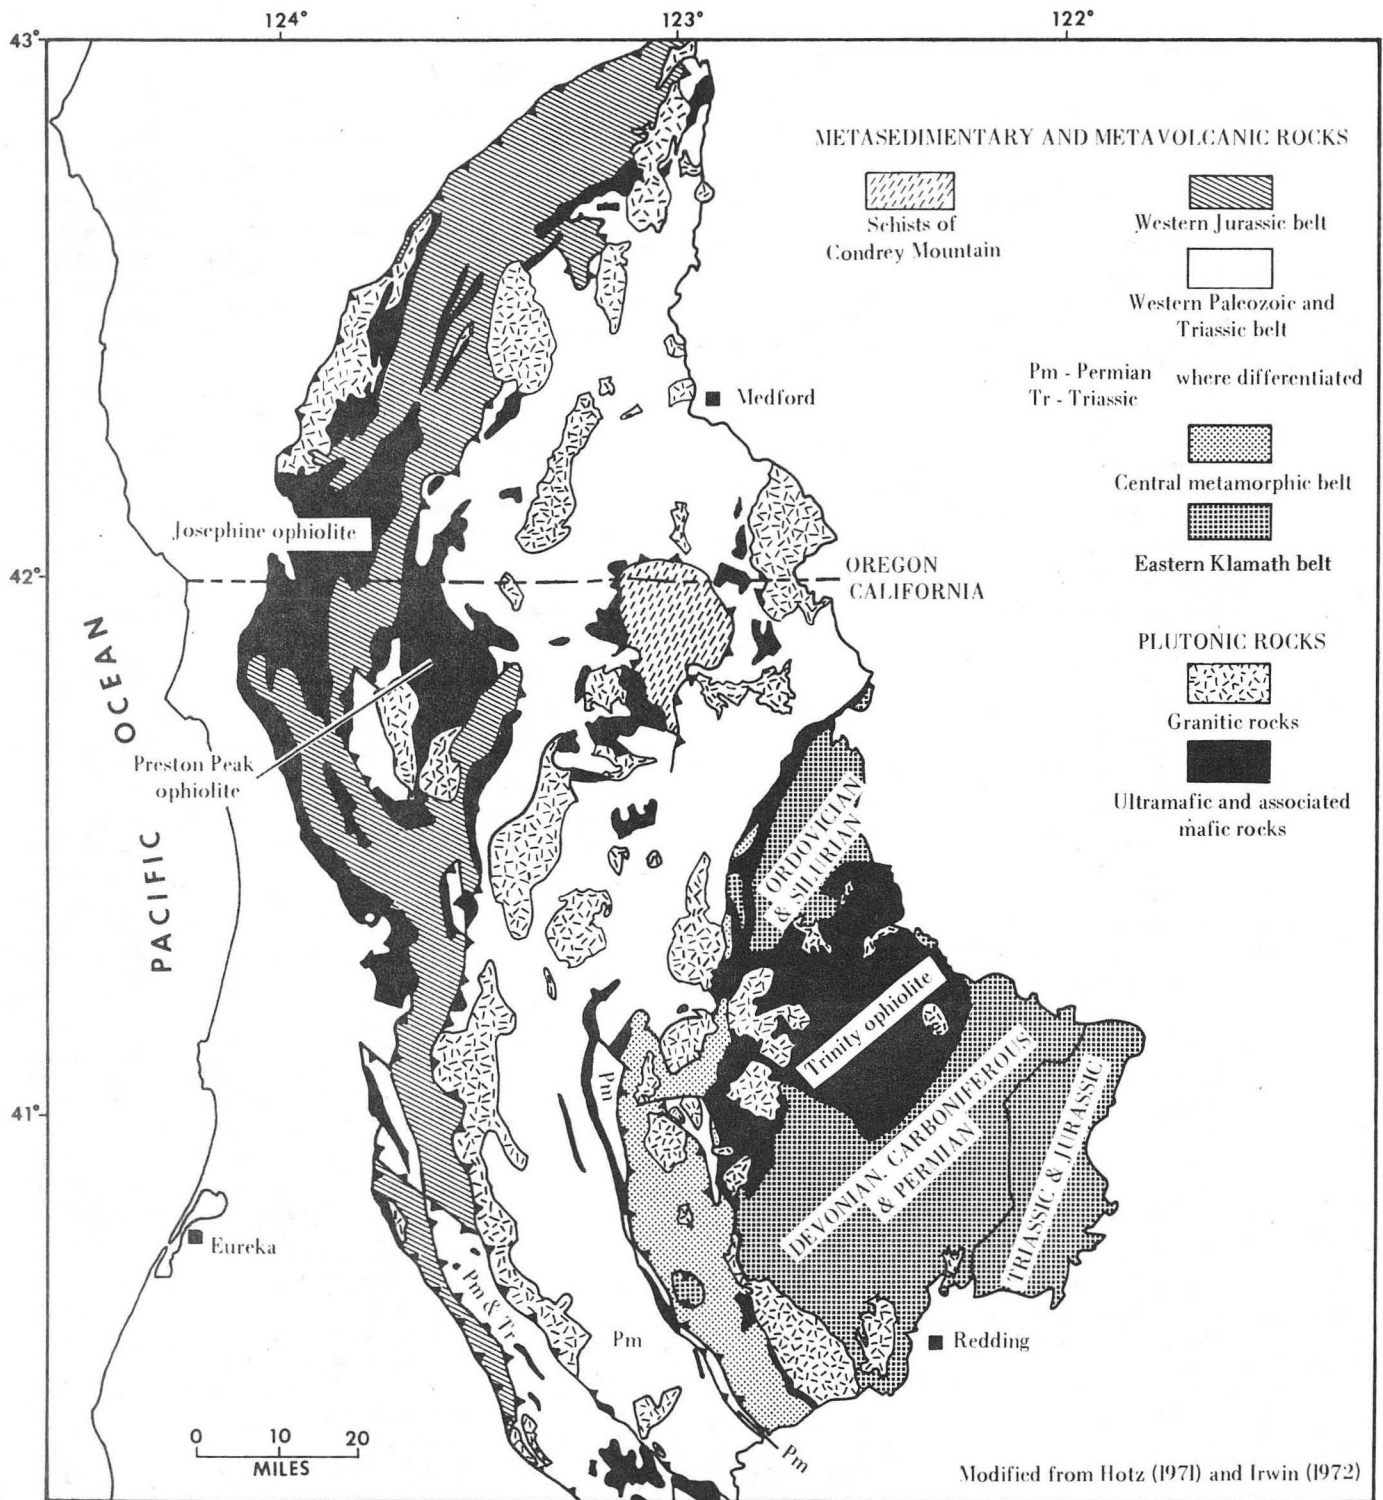 124°
123°
122°
43°
METASEDIMENTARY AND METAVOLCANIC ROCKS
Schists of
Condrey Mountain
Western Jurassic belt
Western Paleozoic and
Triassic belt
Pm - Permian
Tr - Triassic
where differentiated
Central metamorphic belt
Eastern Klamath belt
PLUTONIC ROCKS
Granitic rocks
Ultramafic and associated
mafic rocks
Medford
Josephine ophiolite
42°
OREGON
CALIFORNIA
PACIFIC OCEAN
Preston Peak
ophiolite
ORDOVICIAN
& SILURIAN
Trinity ophiolite
Pm
41°
DEVONIAN, CARBONIFEROUS
& PERMIAN
TRIASSIC & JURASSIC
Eureka
Pm & Tr
Pm
Redding
Pm
0 10 20
MILES
Modified from Hotz (1971) and Irwin (1972)